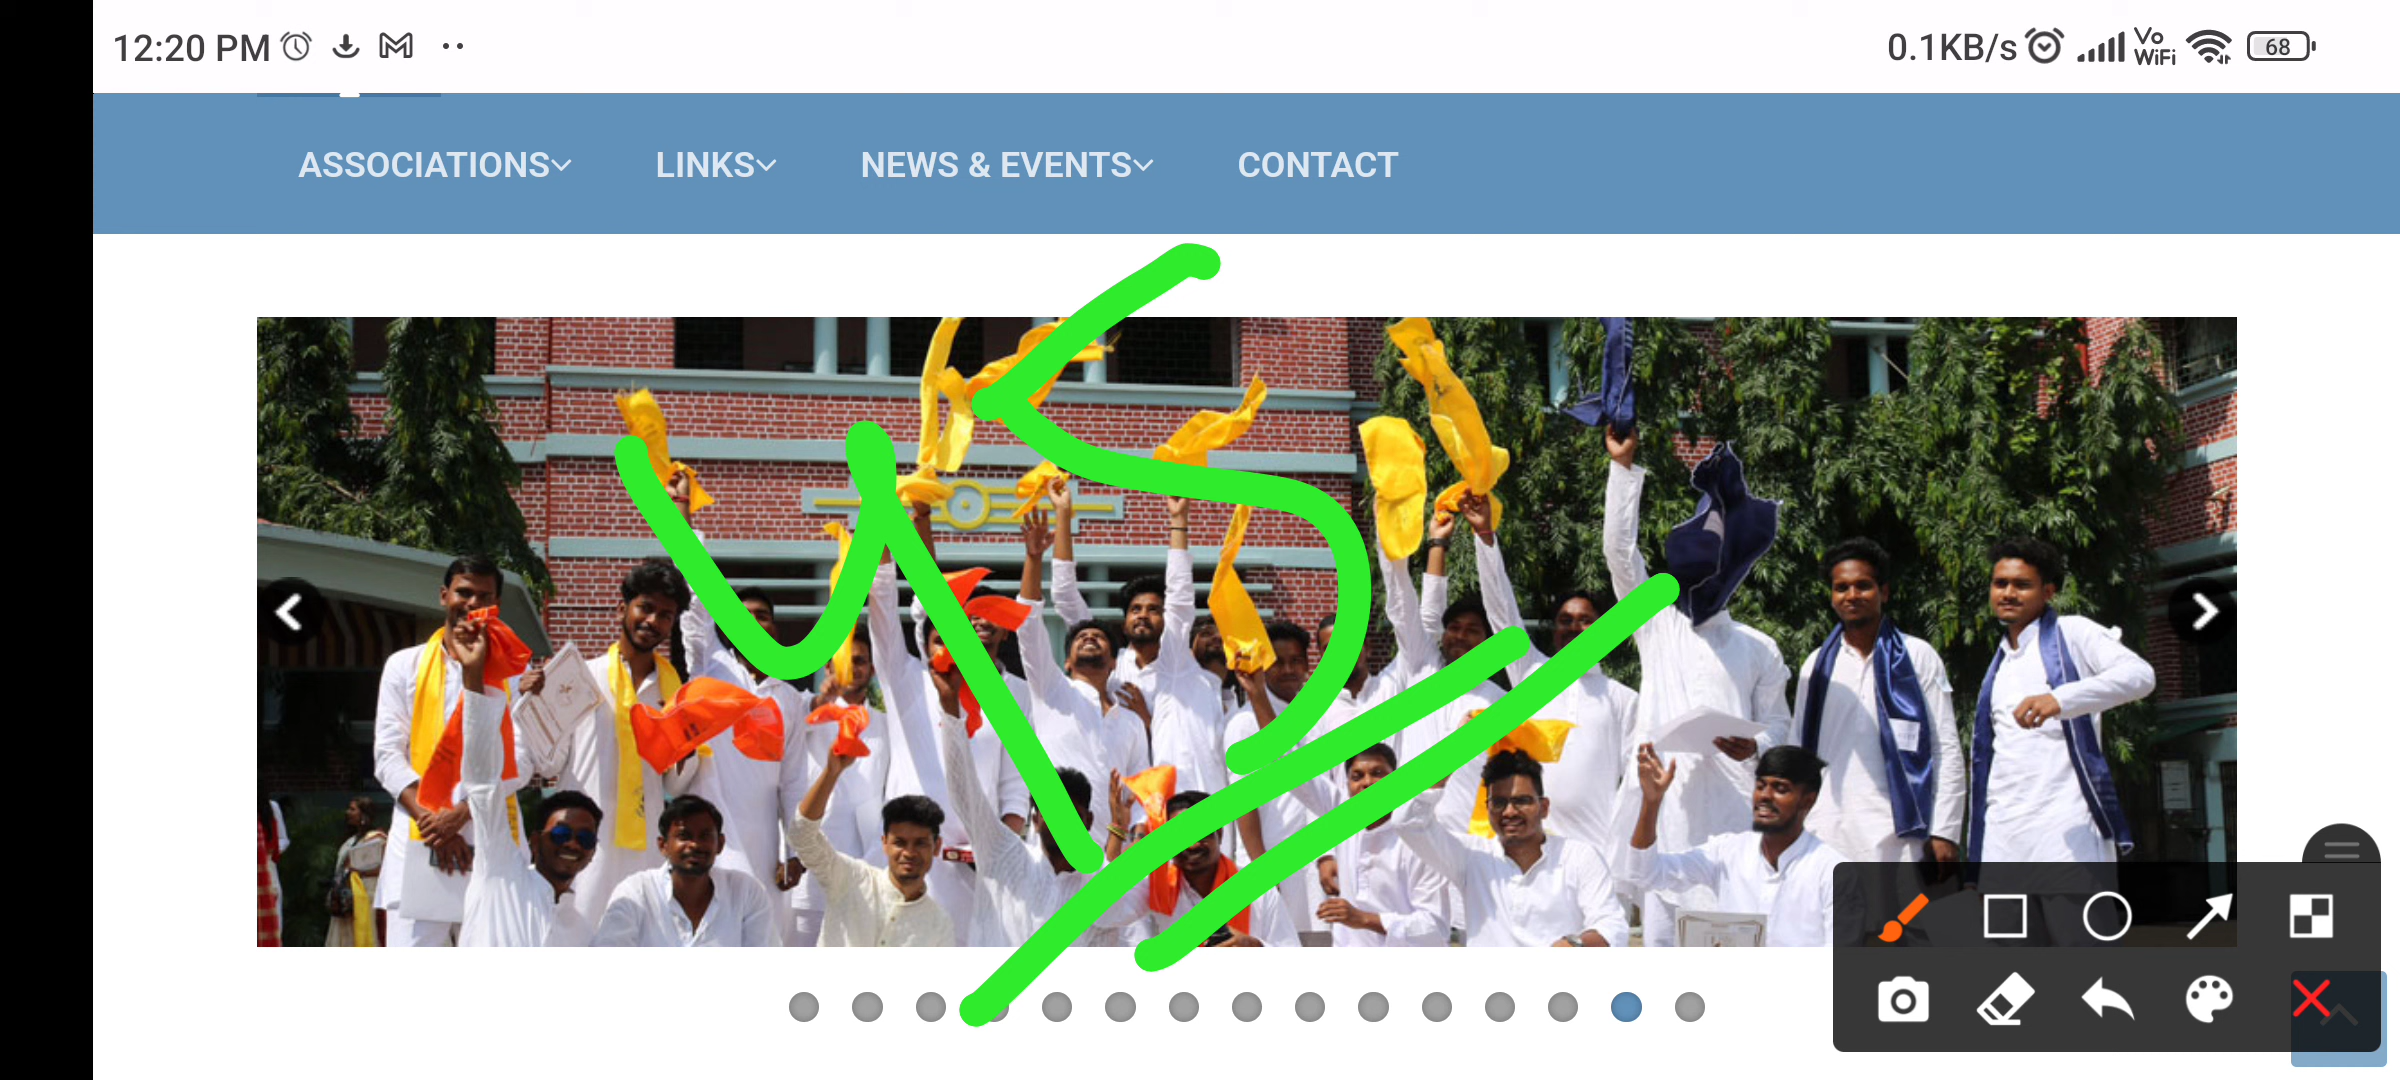 12:20 PM 0.1KB/s Vo WiFi 68
ASSOCIATIONS LINKS NEWS & EVENTS CONTACT